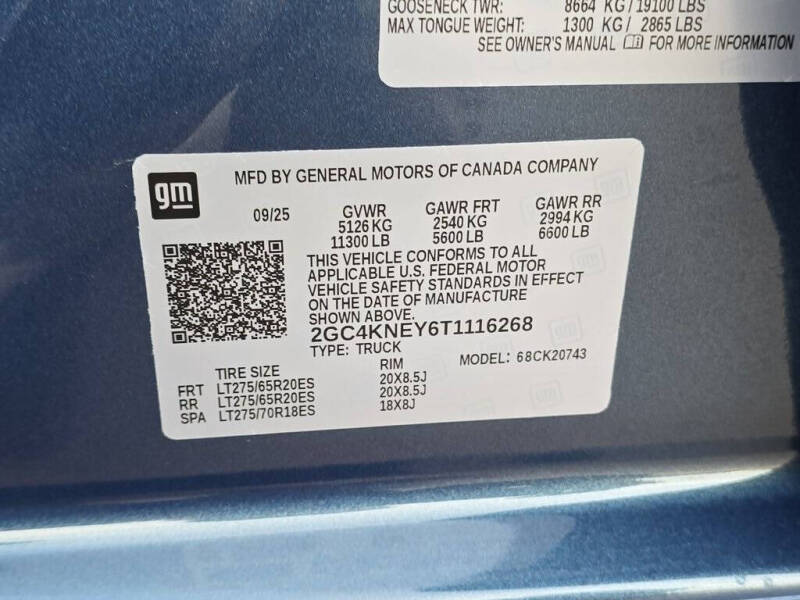 GOOSENECK TWR: 8664 KG / 19100 LBS
MAX TONGUE WEIGHT: 1300 KG / 2865 LBS
SEE OWNER'S MANUAL FOR MORE INFORMATION
gm
MFD BY GENERAL MOTORS OF CANADA COMPANY
09/25 GVWR GAWR FRT GAWR RR
5126 KG 2540 KG 2994 KG
11300 LB 5600 LB 6600 LB
THIS VEHICLE CONFORMS TO ALL
APPLICABLE U.S. FEDERAL MOTOR
VEHICLE SAFETY STANDARDS IN EFFECT
ON THE DATE OF MANUFACTURE
SHOWN ABOVE.
2GC4KNEY6T1116268
TYPE: TRUCK MODEL: 68CK20743
TIRE SIZE RIM
FRT LT275/65R20ES 20X8.5J
RR LT275/65R20ES 20X8.5J
SPA LT275/70R18ES 18X8J